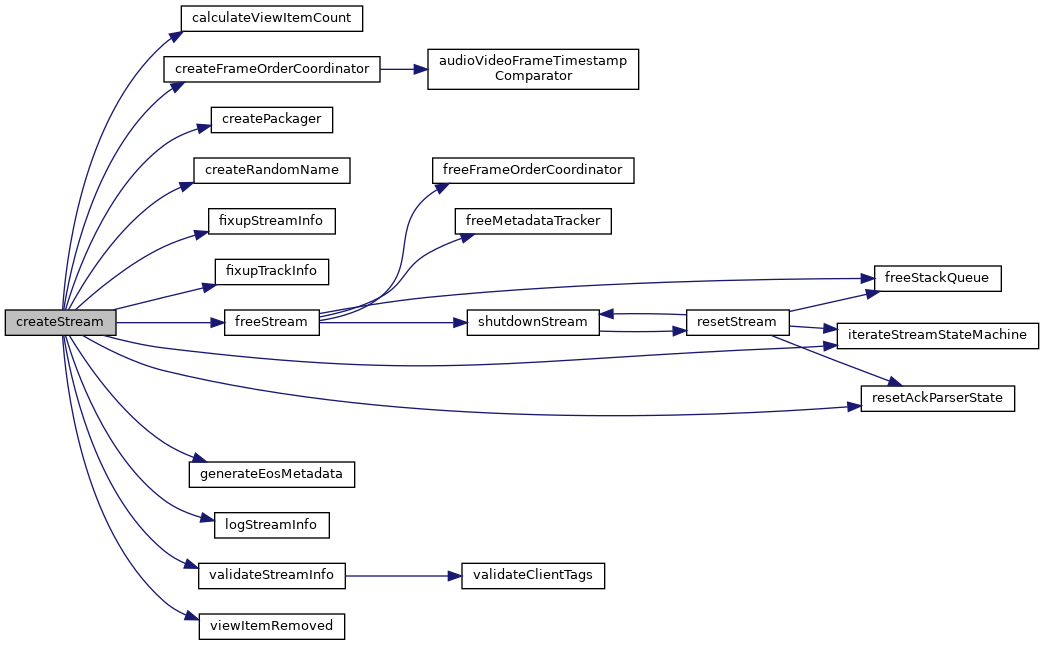 calculateViewItemCount
createFrameOrderCoordinator
audioVideoFrameTimestamp
Comparator
createPackager
createRandomName
freeFrameOrderCoordinator
fixupStreamInfo
freeMetadataTracker
fixupTrackInfo
freeStackQueue
createStream
freeStream
shutdownStream
resetStream
iterateStreamStateMachine
resetAckParserState
generateEosMetadata
logStreamInfo
validateStreamInfo
validateClientTags
viewItemRemoved